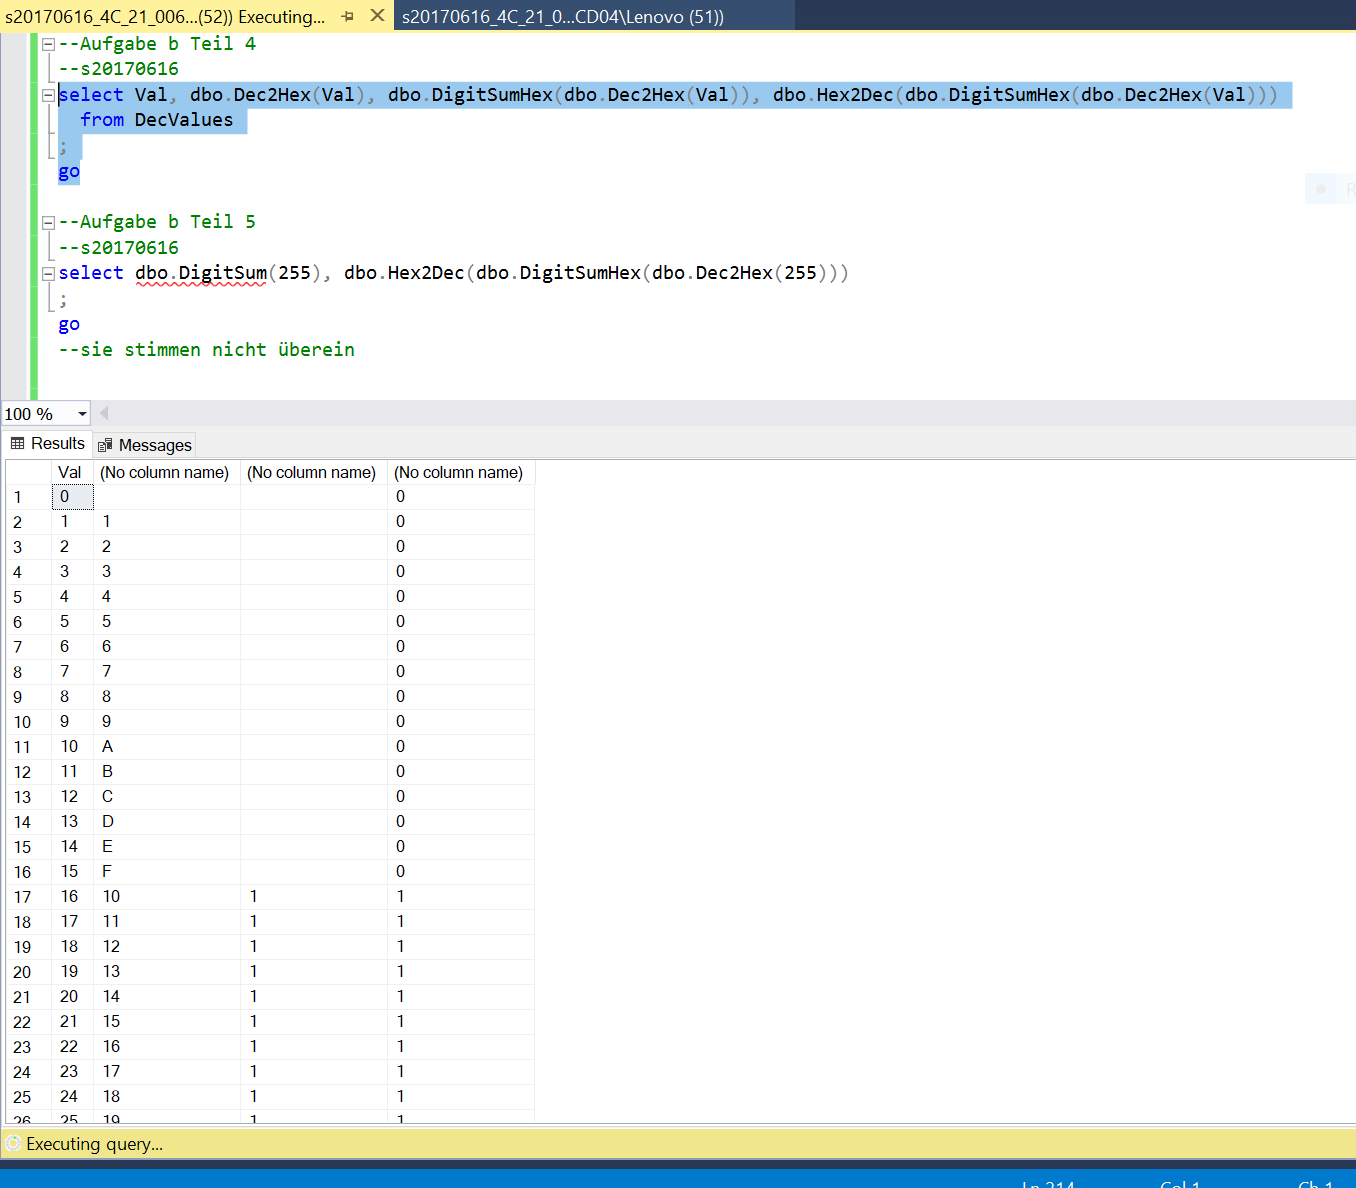 s20170616_4C_21_006...(52)) Executing... s20170616_4C_21_0...CD04\Lenovo (51))
--Aufgabe b Teil 4
--s20170616
select Val, dbo.Dec2Hex(Val), dbo.DigitSumHex(dbo.Dec2Hex(Val)), dbo.Hex2Dec(dbo.DigitSumHex(dbo.Dec2Hex(Val)))
from DecValues
;
go
--Aufgabe b Teil 5
--s20170616
select dbo.DigitSum(255), dbo.Hex2Dec(dbo.DigitSumHex(dbo.Dec2Hex(255)))
;
go
--sie stimmen nicht überein
100 %
Results Messages
Val (No column name) (No column name) (No column name)
1 0 0
2 1 1 0
3 2 2 0
4 3 3 0
5 4 4 0
6 5 5 0
7 6 6 0
8 7 7 0
9 8 8 0
10 9 9 0
11 10 A 0
12 11 B 0
13 12 C 0
14 13 D 0
15 14 E 0
16 15 F 0
17 16 10 1 1
18 17 11 1 1
19 18 12 1 1
20 19 13 1 1
21 20 14 1 1
22 21 15 1 1
23 22 16 1 1
24 23 17 1 1
25 24 18 1 1
26 25 19 1 1
Executing query...
Ln 214 Col 1 Ch 1